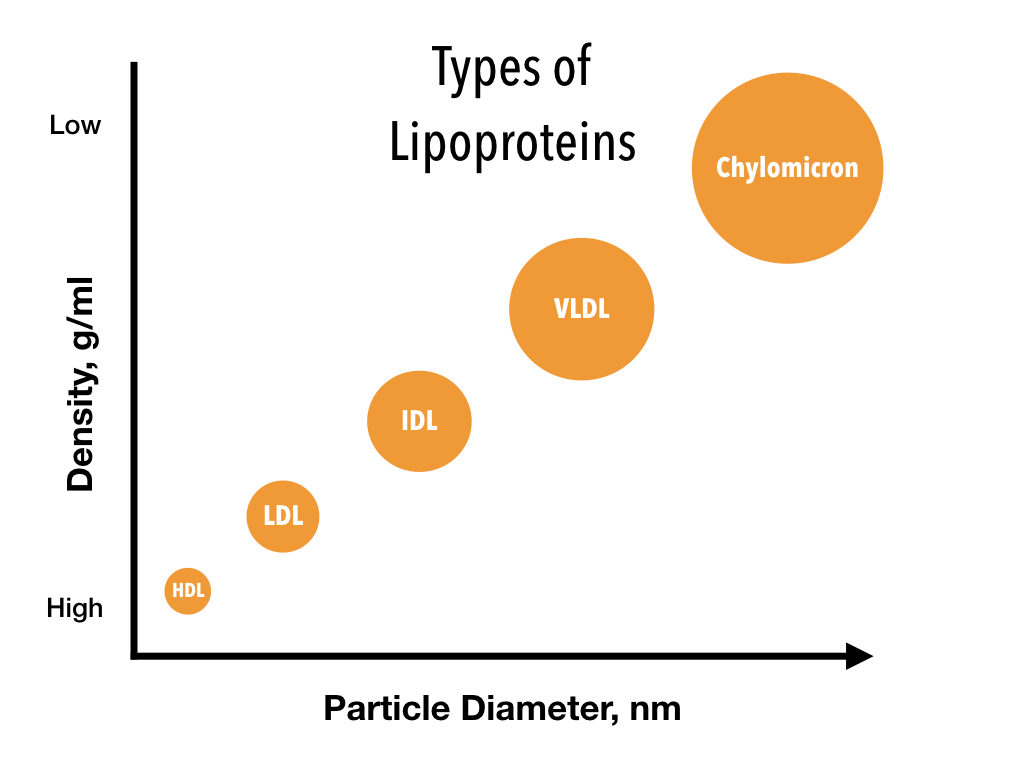 Types of
Lipoproteins
Low
Chylomicron
VLDL
Density, g/ml
IDL
LDL
HDL
High
Particle Diameter, nm